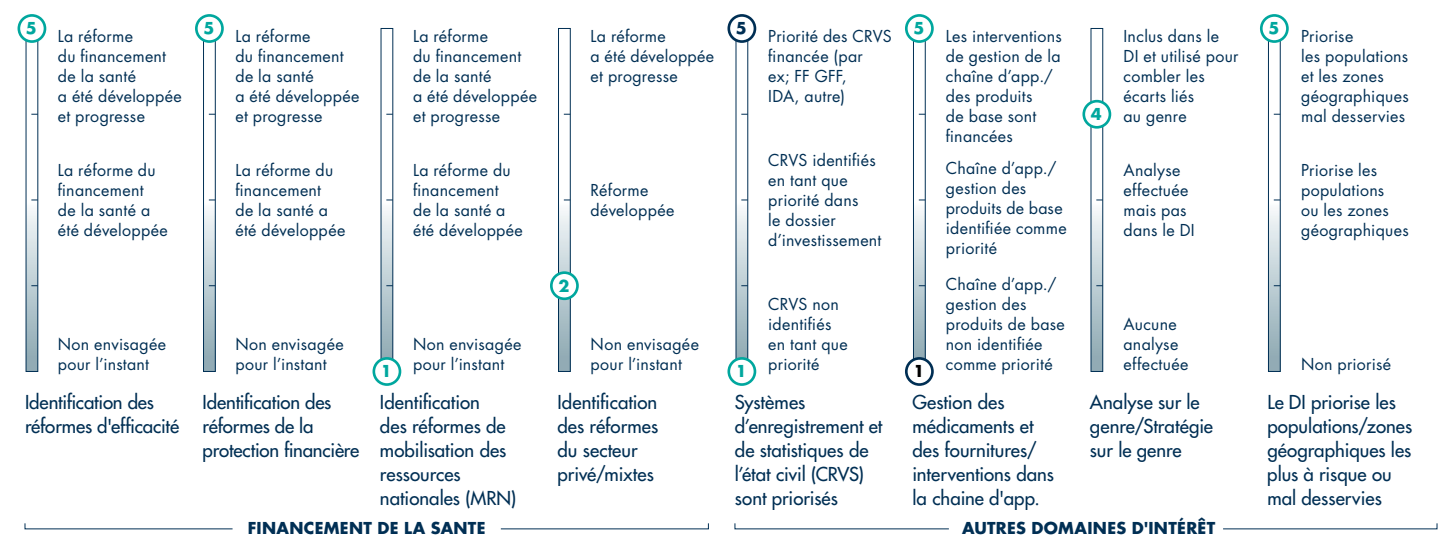 5
La réforme
du financement
de la santé
a été développée
et progresse
La réforme du
financement
de la santé a
été développée
Non envisagée
pour l'instant
Identification des
réformes d'efficacité
5
La réforme
du financement
de la santé
a été développée
et progresse
La réforme du
financement
de la santé a
été développée
Non envisagée
pour l'instant
Identification des
réformes de la
protection financière
La réforme
du financement
de la santé
a été développée
et progresse
La réforme du
financement
de la santé a
été développée
Non envisagée
pour l'instant
1
Identification
des réformes de
mobilisation des
ressources
nationales (MRN)
La réforme
a été développée
et progresse
Réforme
développée
2
Non envisagée
pour l'instant
Identification
des réformes
du secteur
privé/mixtes
FINANCEMENT DE LA SANTE
5
Priorité des CRVS
financée (par
ex; FF GFF,
IDA, autre)
CRVS identifiés
en tant que
priorité dans
le dossier
d'investissement
CRVS non
identifiés
en tant que
priorité
1
Systèmes
d'enregistrement et
de statistiques de
l'état civil (CRVS)
sont priorisés
5
Les interventions
de gestion de la
chaîne d'app./
des produits
de base sont
financées
Chaîne d'app./
gestion des
produits de base
identifiée comme
priorité
Chaîne d'app./
gestion des
produits de base
non identifiée
comme priorité
1
Gestion des
médicaments et
des fournitures/
interventions dans
la chaine d'app.
Inclus dans le
DI et utilisé pour
combler les
écarts liés
au genre
4
Analyse
effectuée
mais pas
dans le DI
Aucune
analyse
effectuée
Analyse sur le
genre/Stratégie
sur le genre
5
Priorise
les populations
et les zones
géographiques
mal desservies
Priorise les
populations
ou les zones
géographiques
Non priorisé
Le DI priorise les
populations/zones
géographiques les
plus à risque ou
mal desservies
AUTRES DOMAINES D'INTÉRÊT